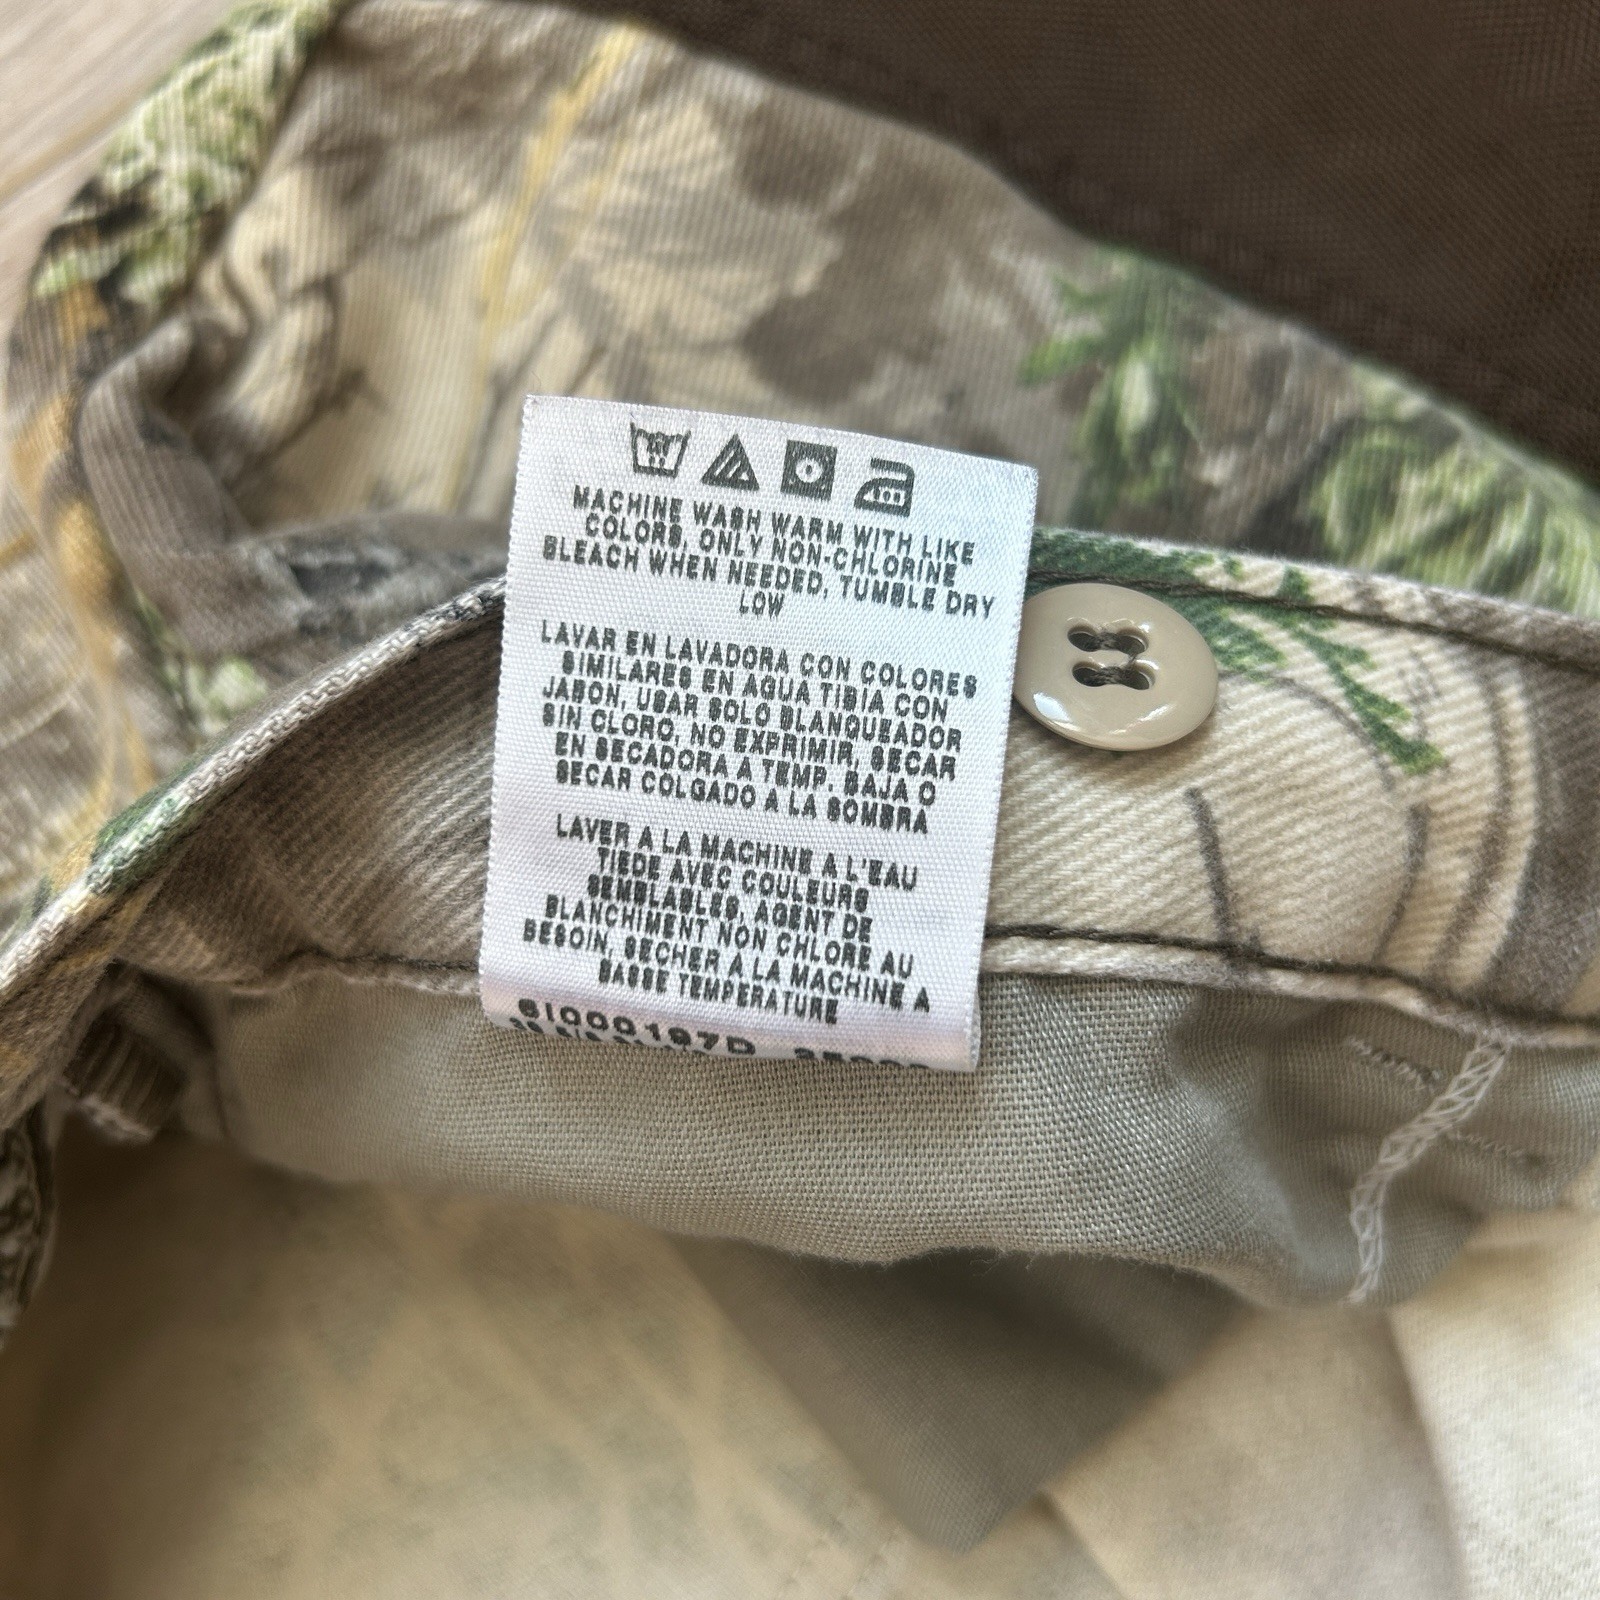 MACHINE WASH WARM WITH LIKE
COLORS, ONLY NON-CHLORINE
BLEACH WHEN NEEDED, TUMBLE DRY
LOW
LAVAR EN LAVADORA CON COLORES
SIMILARES EN AGUA TIBIA CON
JABON, USAR SOLO BLANQUEADOR
SIN CLORO, NO EXPRIMIR, SECAR
EN SECADORA A TEMP. BAJA O
SECAR COLGADO A LA SOMBRA
LAVER A LA MACHINE A L'EAU
TIEDE AVEC COULEURS
SEMBLABLES, AGENT DE
BLANCHIMENT NON CHLORE AU
BESOIN, SECHER A LA MACHINE A
BASSE TEMPERATURE
61000197D